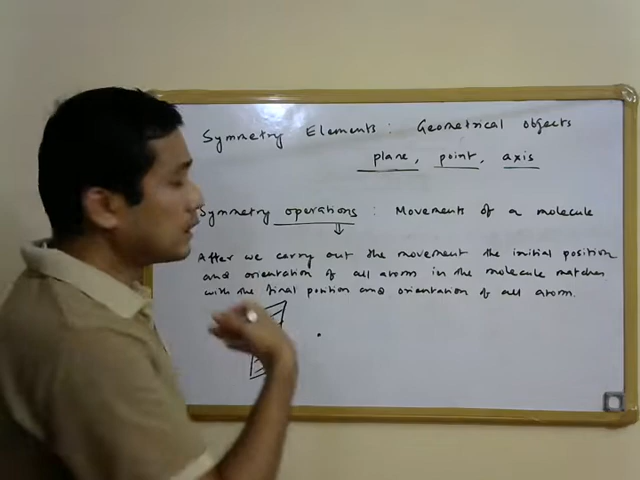 Symmetry Elements : Geometrical objects
plane, point, axis
Symmetry operations : Movements of a molecule
After we carry out the movement the initial position
and orientation of all atoms in the molecule matches
with the final position and orientation of all atoms.